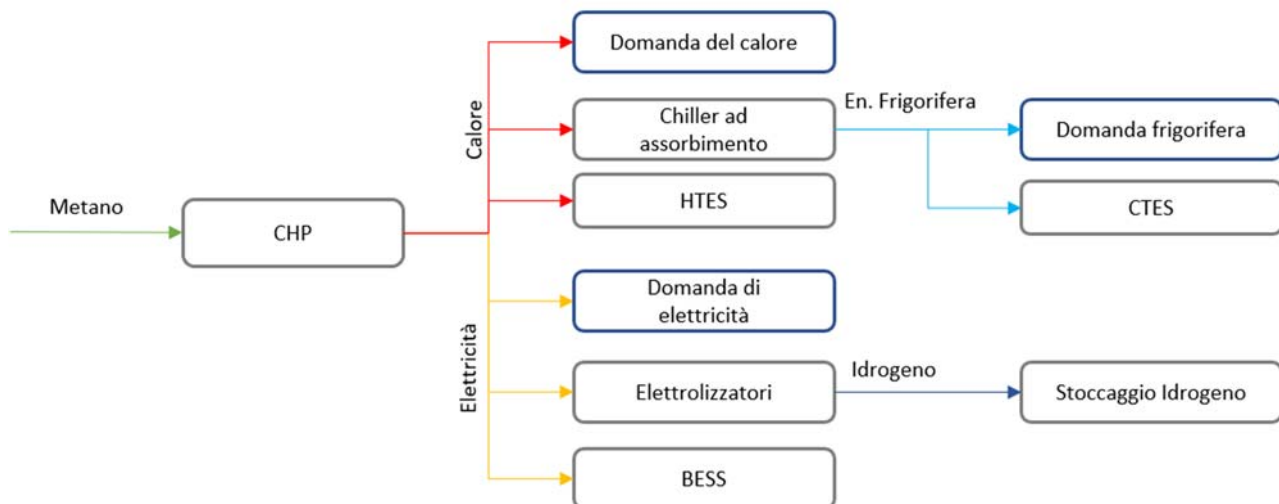 Domanda del calore
En. Frigorifera
Calore
Chiller ad
assorbimento
Domanda frigorifera
Metano
HTES
CTES
CHP
Domanda di
elettricità
Elettricità
Idrogeno
Elettrolizzatori
Stoccaggio Idrogeno
BESS